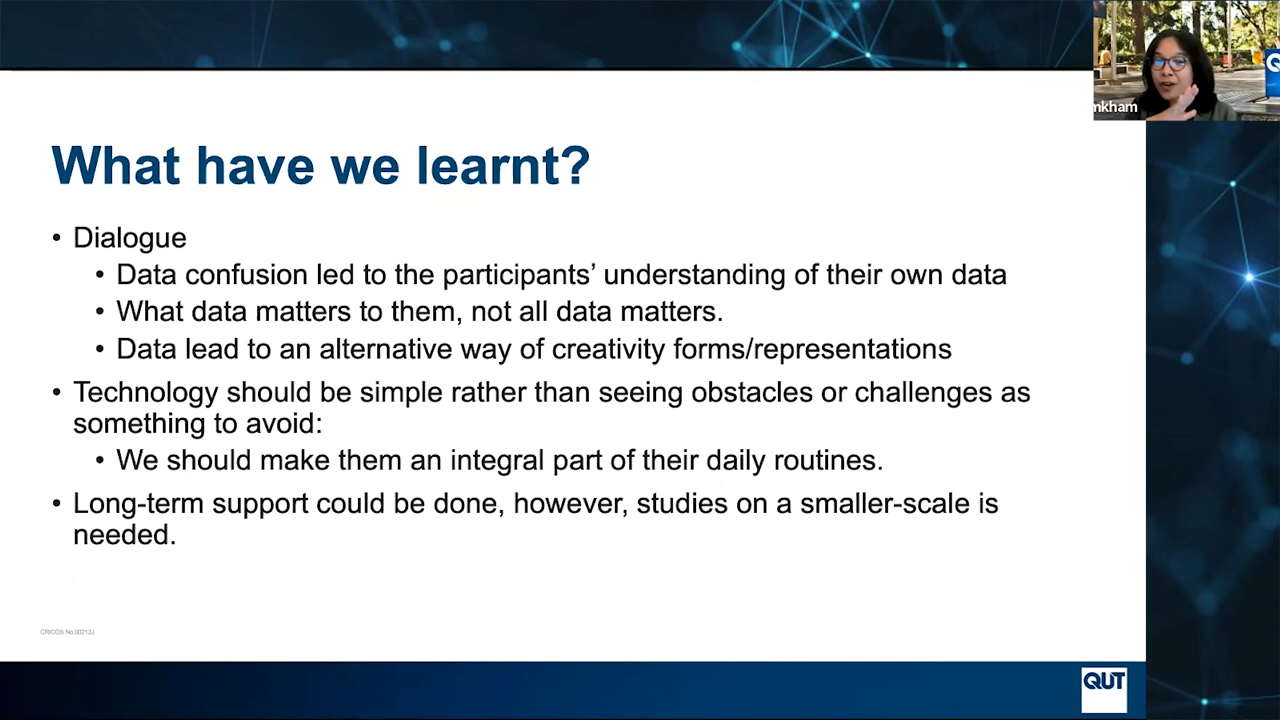 mkham
What have we learnt?
• Dialogue
• Data confusion led to the participants’ understanding of their own data
• What data matters to them, not all data matters.
• Data lead to an alternative way of creativity forms/representations
• Technology should be simple rather than seeing obstacles or challenges as
something to avoid:
• We should make them an integral part of their daily routines.
• Long-term support could be done, however, studies on a smaller-scale is
needed.
CRICOS No.00213J
QUT